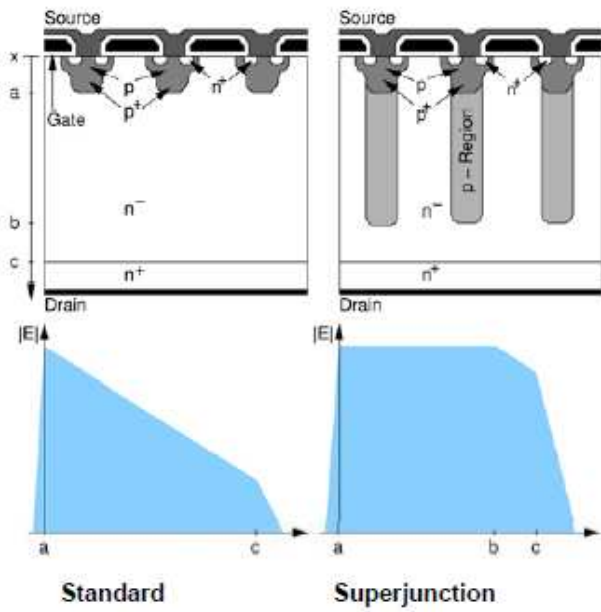 Source
Source
x
a
Gate
b
c
p
p+
n+
n−
n+
Drain
p
p+
n+
p − Region
n−
n+
Drain
|E|
a
c
|E|
a
b
c
Standard
Superjunction